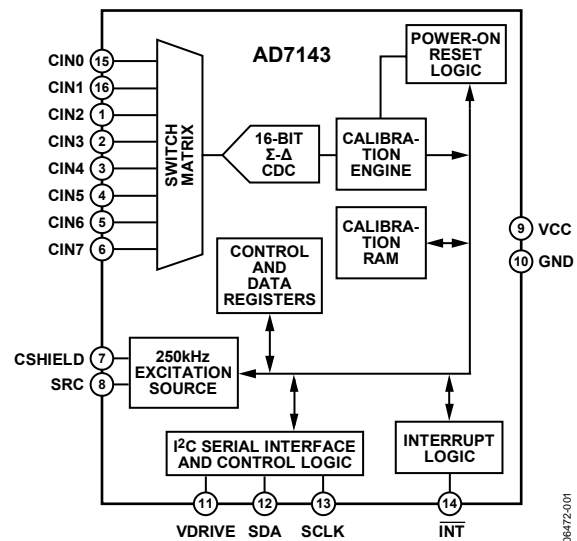 AD7143
POWER-ON
RESET
LOGIC
CIN0 15
CIN1 16
CIN2 1
CIN3 2
CIN4 3
CIN5 4
CIN6 5
CIN7 6
SWITCH
MATRIX
16-BIT
Σ-Δ
CDC
CALIBRA-
TION
ENGINE
CALIBRA-
TION
RAM
CONTROL
AND
DATA
REGISTERS
9 VCC
10 GND
CSHIELD 7
SRC 8
250kHz
EXCITATION
SOURCE
I²C SERIAL INTERFACE
AND CONTROL LOGIC
INTERRUPT
LOGIC
11
12
13
14
VDRIVE
SDA
SCLK
INT
06472-001